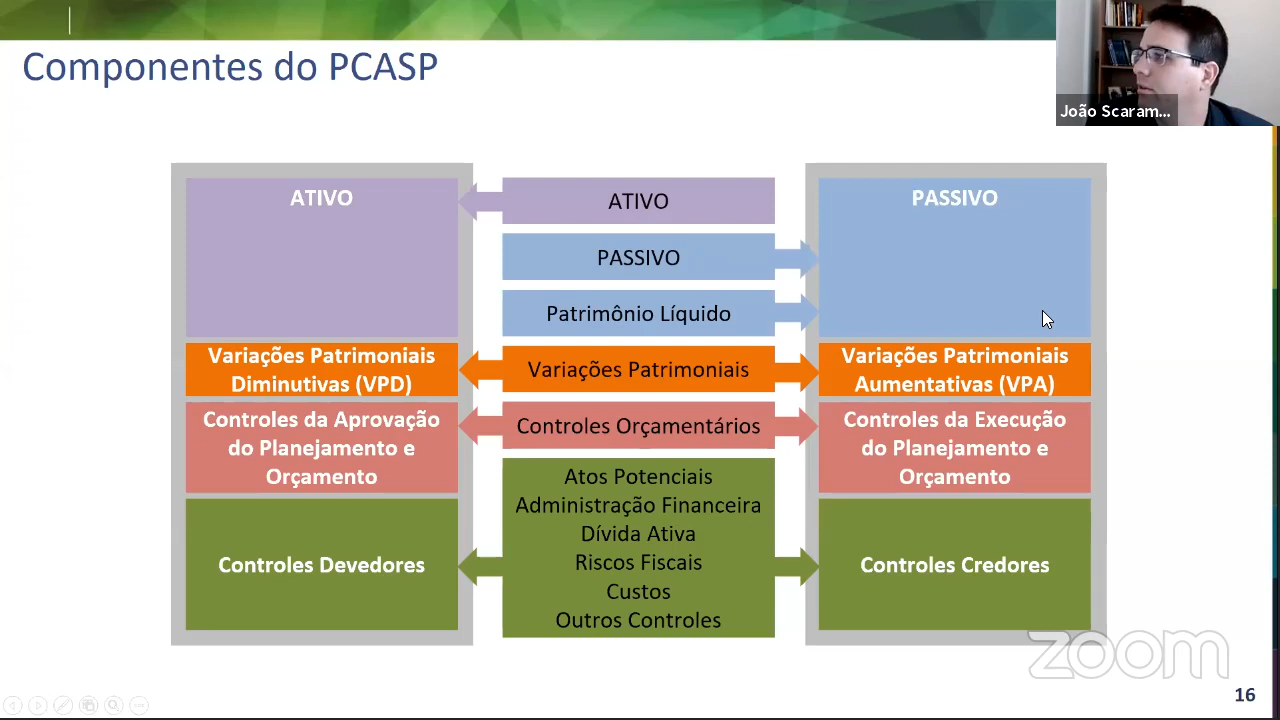 Componentes do PCASP
João Scaram...
ATIVO
Variações Patrimoniais
Diminutivas (VPD)
Controles da Aprovação
do Planejamento e
Orçamento
Controles Devedores
ATIVO
PASSIVO
Patrimônio Líquido
Variações Patrimoniais
Controles Orçamentários
Atos Potenciais
Administração Financeira
Dívida Ativa
Riscos Fiscais
Custos
Outros Controles
PASSIVO
Variações Patrimoniais
Aumentativas (VPA)
Controles da Execução
do Planejamento e
Orçamento
Controles Credores
zoom
16